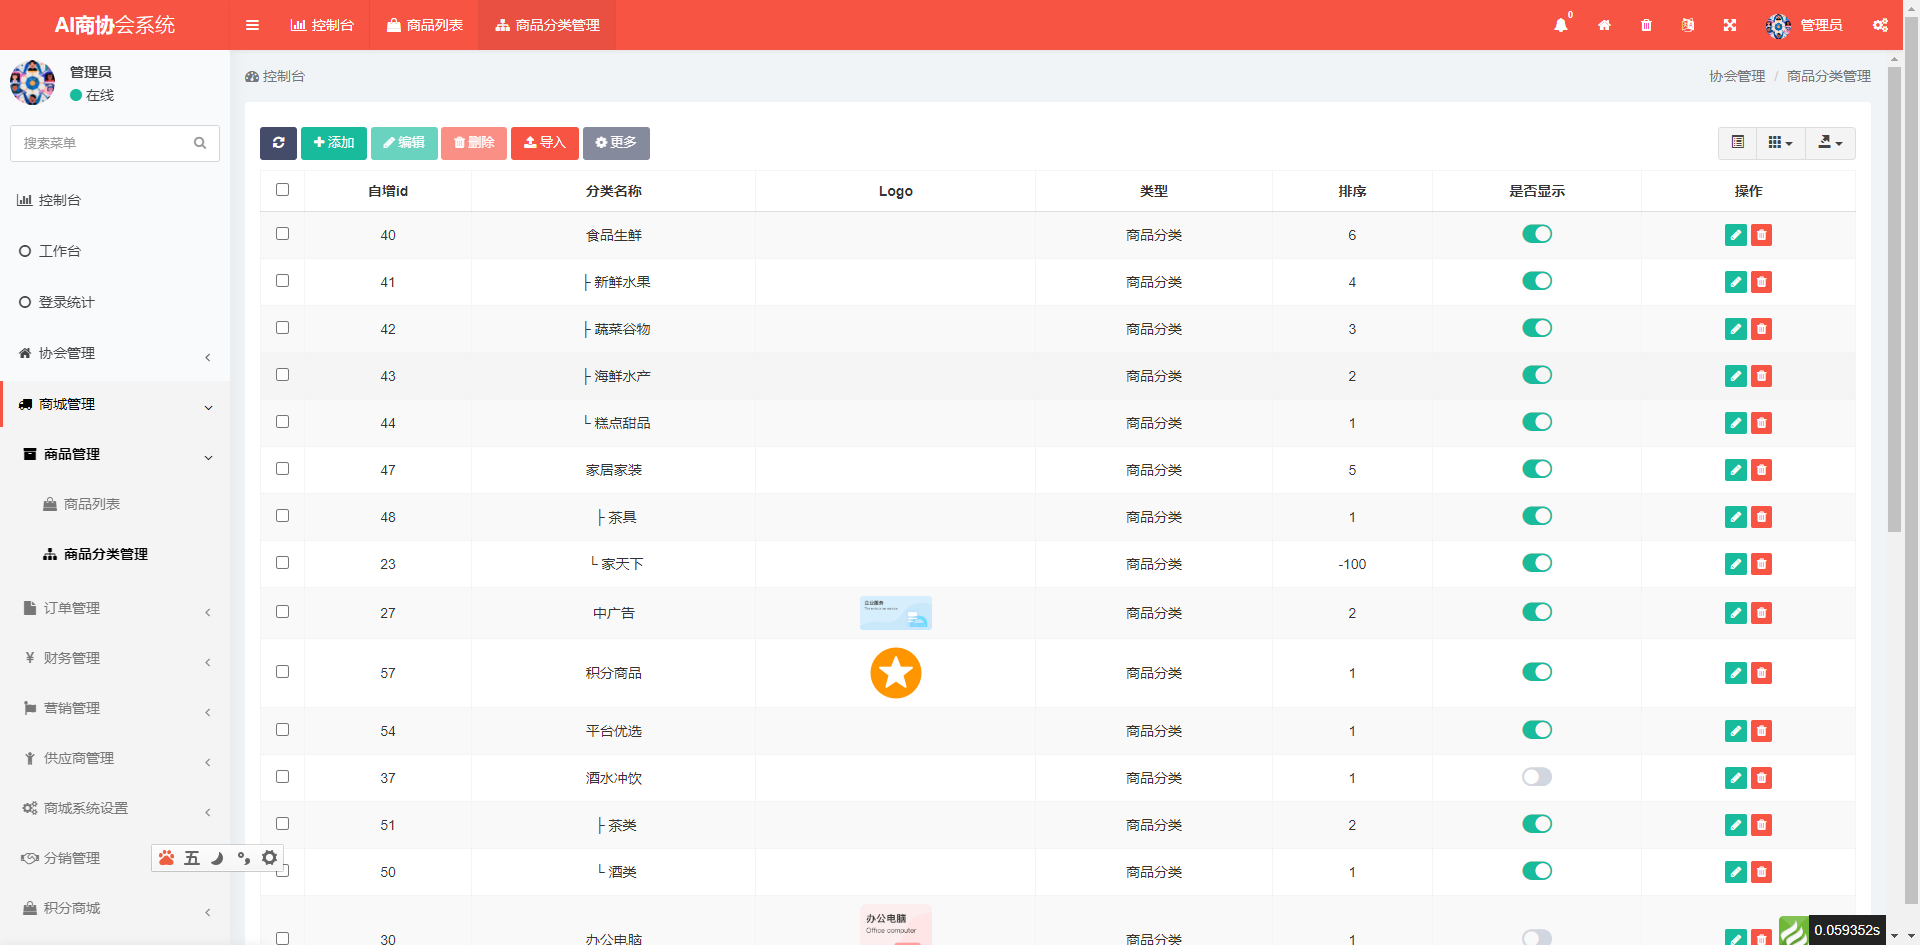 AI商协会系统
控制台
商品列表
商品分类管理
0
管理员
管理员
在线
搜索菜单
控制台
工作台
登录统计
协会管理
商城管理
商品管理
商品列表
商品分类管理
订单管理
财务管理
营销管理
供应商管理
商城系统设置
分销管理
积分商城
五
控制台
协会管理 / 商品分类管理
添加 编辑 删除 导入 更多
自增id 分类名称 Logo 类型 排序 是否显示 操作
40 食品生鲜 商品分类 6
41 ├ 新鲜水果 商品分类 4
42 ├ 蔬菜谷物 商品分类 3
43 ├ 海鲜水产 商品分类 2
44 └ 糕点甜品 商品分类 1
47 家居家装 商品分类 5
48 ├ 茶具 商品分类 1
23 └ 家天下 商品分类 -100
27 中广告 企业服务 商品分类 2
57 积分商品 商品分类 1
54 平台优选 商品分类 1
37 酒水冲饮 商品分类 1
51 ├ 茶类 商品分类 2
50 └ 酒类 商品分类 1
30 办公电脑 办公电脑 Office computer 商品分类 1
0.059352s